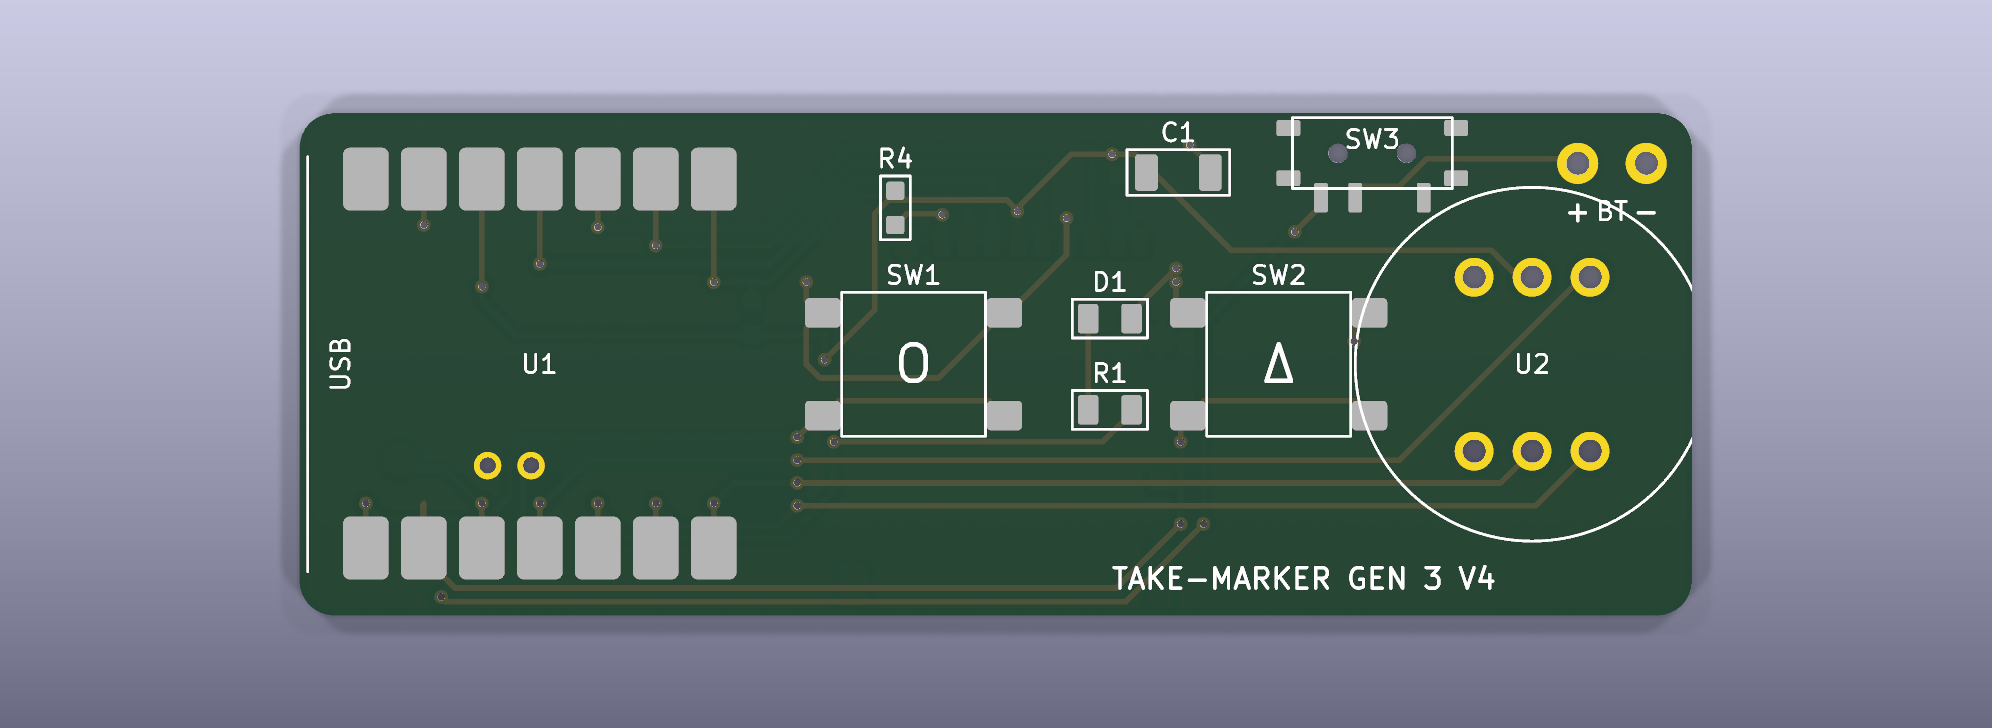 C1
SW3
R4
+ BT −
SW1
D1
SW2
USB
U1
O
Δ
U2
R1
TAKE-MARKER GEN 3 V4